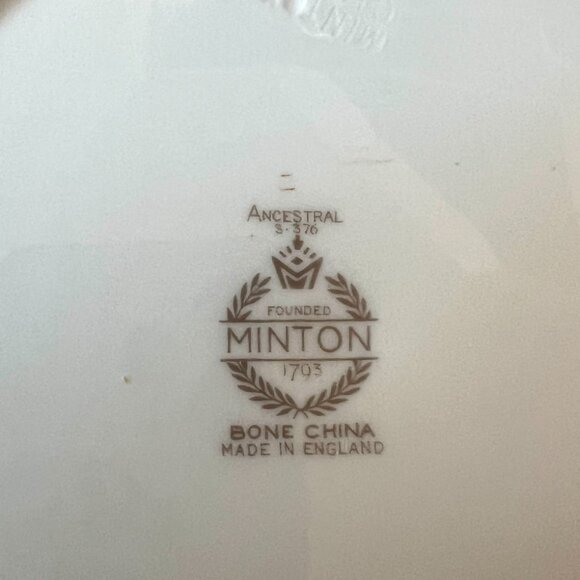 ANCESTRAL
S·376
M
FOUNDED
MINTON
1793
BONE CHINA
MADE IN ENGLAND